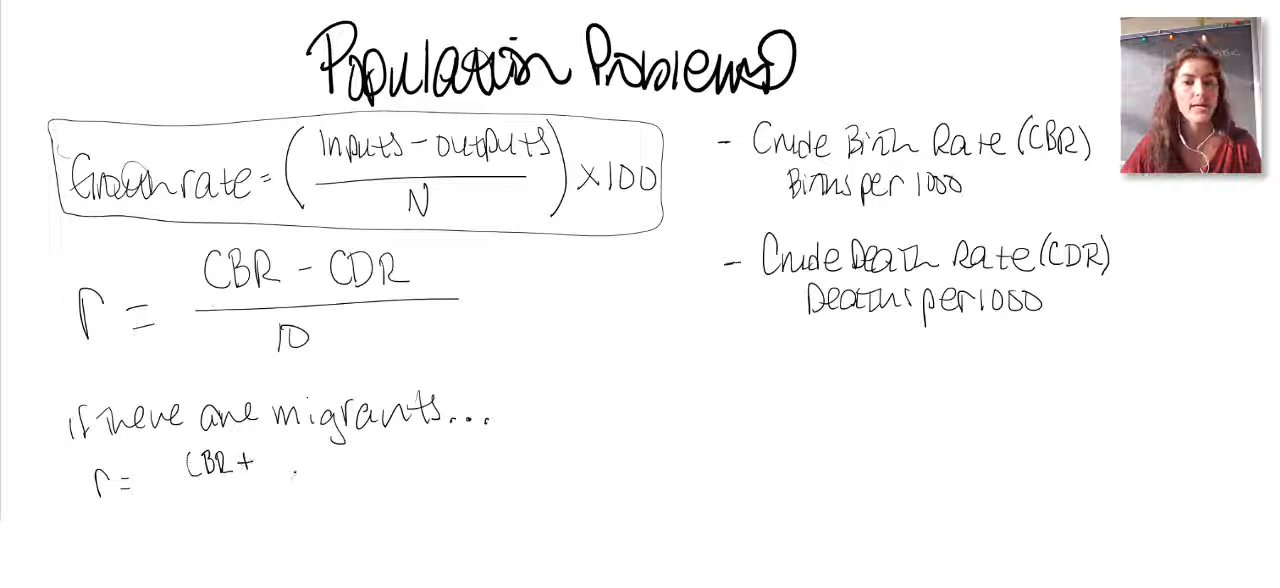 Population Problems
Growth rate = ( inputs - outputs / N ) × 100
r = CBR - CDR / 10
if there are migrants...
r = CBR +
- Crude Birth Rate (CBR)
Births per 1000
- Crude Death Rate (CDR)
Deaths per 1000